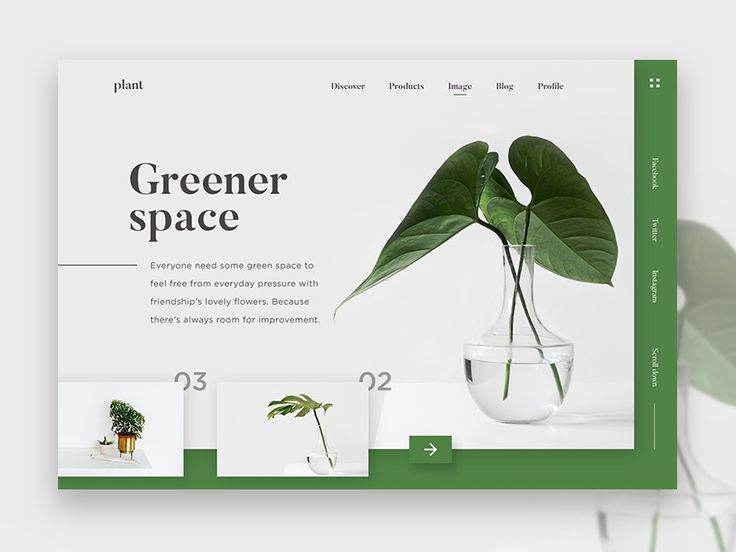 plant
Discover
Products
Image
Blog
Profile
Greener
space
Everyone need some green space to
feel free from everyday pressure with
friendship's lovely flowers. Because
there's always room for improvement.
03
02
Facebook
Twitter
Instagram
Scroll down